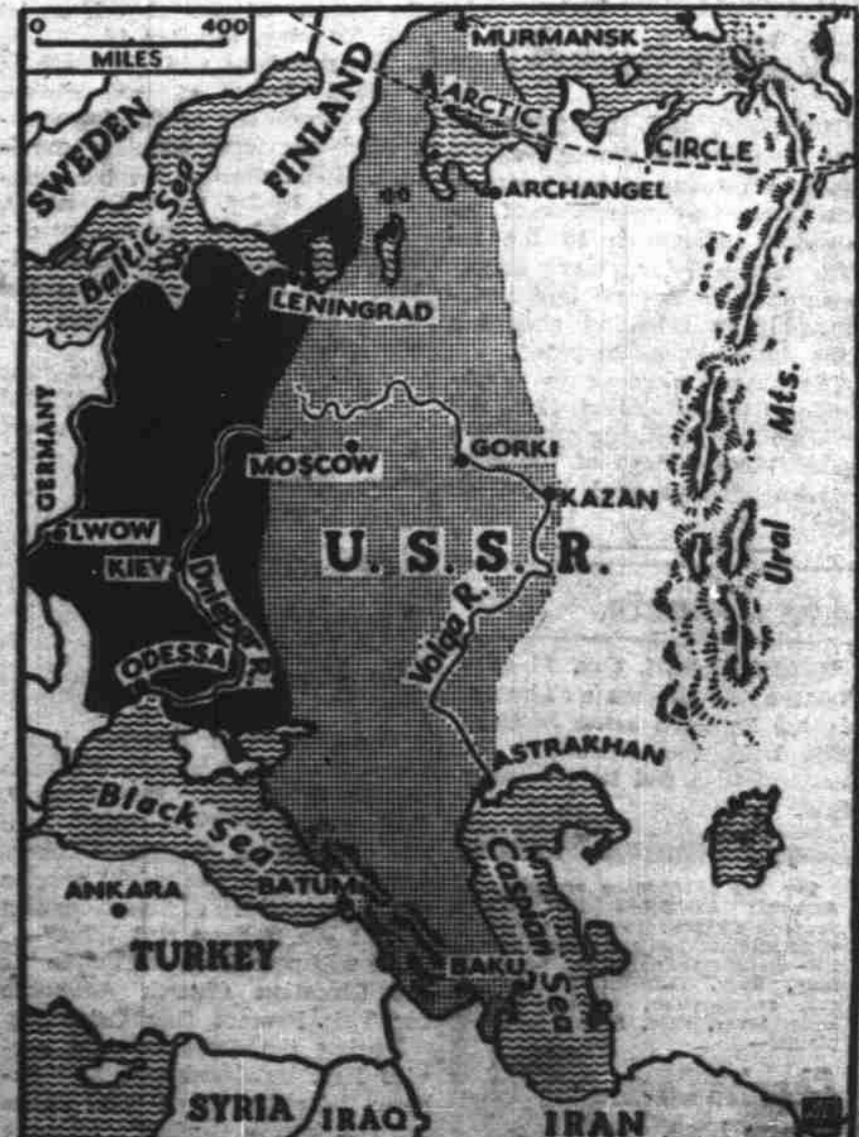 0 400
MILES
MURMANSK
SWEDEN
FINLAND
ARCTIC
CIRCLE
ARCHANGEL
Baltic Sea
LENINGRAD
GERMANY
Mts.
GORKI
MOSCOW
KAZAN
LWOW
U. S. S. R.
Ural
KIEV
Dnieper R.
Volga R.
ODESSA
ASTRAKHAN
Black Sea
Caspian Sea
ANKARA
BATUM
TURKEY
BAKU
SYRIA
IRAQ
IRAN